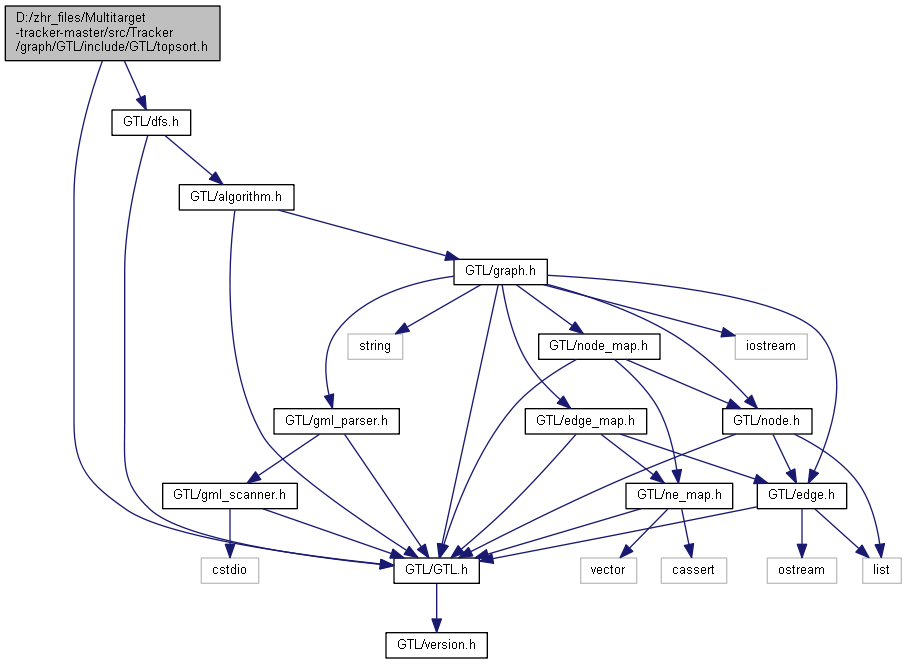 D:/zhr_files/Multitarget
-tracker-master/src/Tracker
/graph/GTL/include/GTL/topsort.h
GTL/dfs.h
GTL/algorithm.h
GTL/graph.h
string
GTL/node_map.h
iostream
GTL/gml_parser.h
GTL/edge_map.h
GTL/node.h
GTL/gml_scanner.h
GTL/ne_map.h
GTL/edge.h
cstdio
GTL/GTL.h
vector
cassert
ostream
list
GTL/version.h